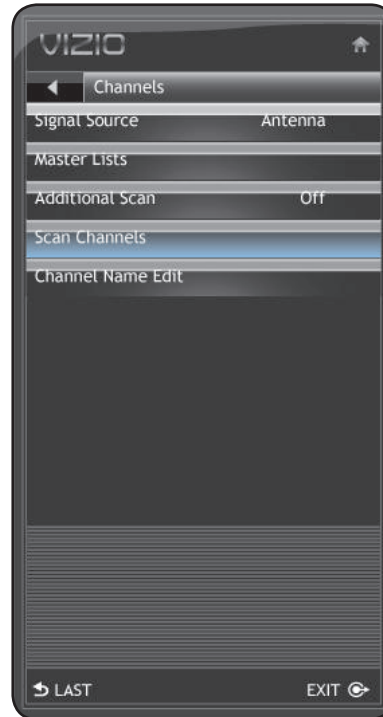 VIZIO
Channels
Signal Source Antenna
Master Lists
Additional Scan Off
Scan Channels
Channel Name Edit
LAST EXIT